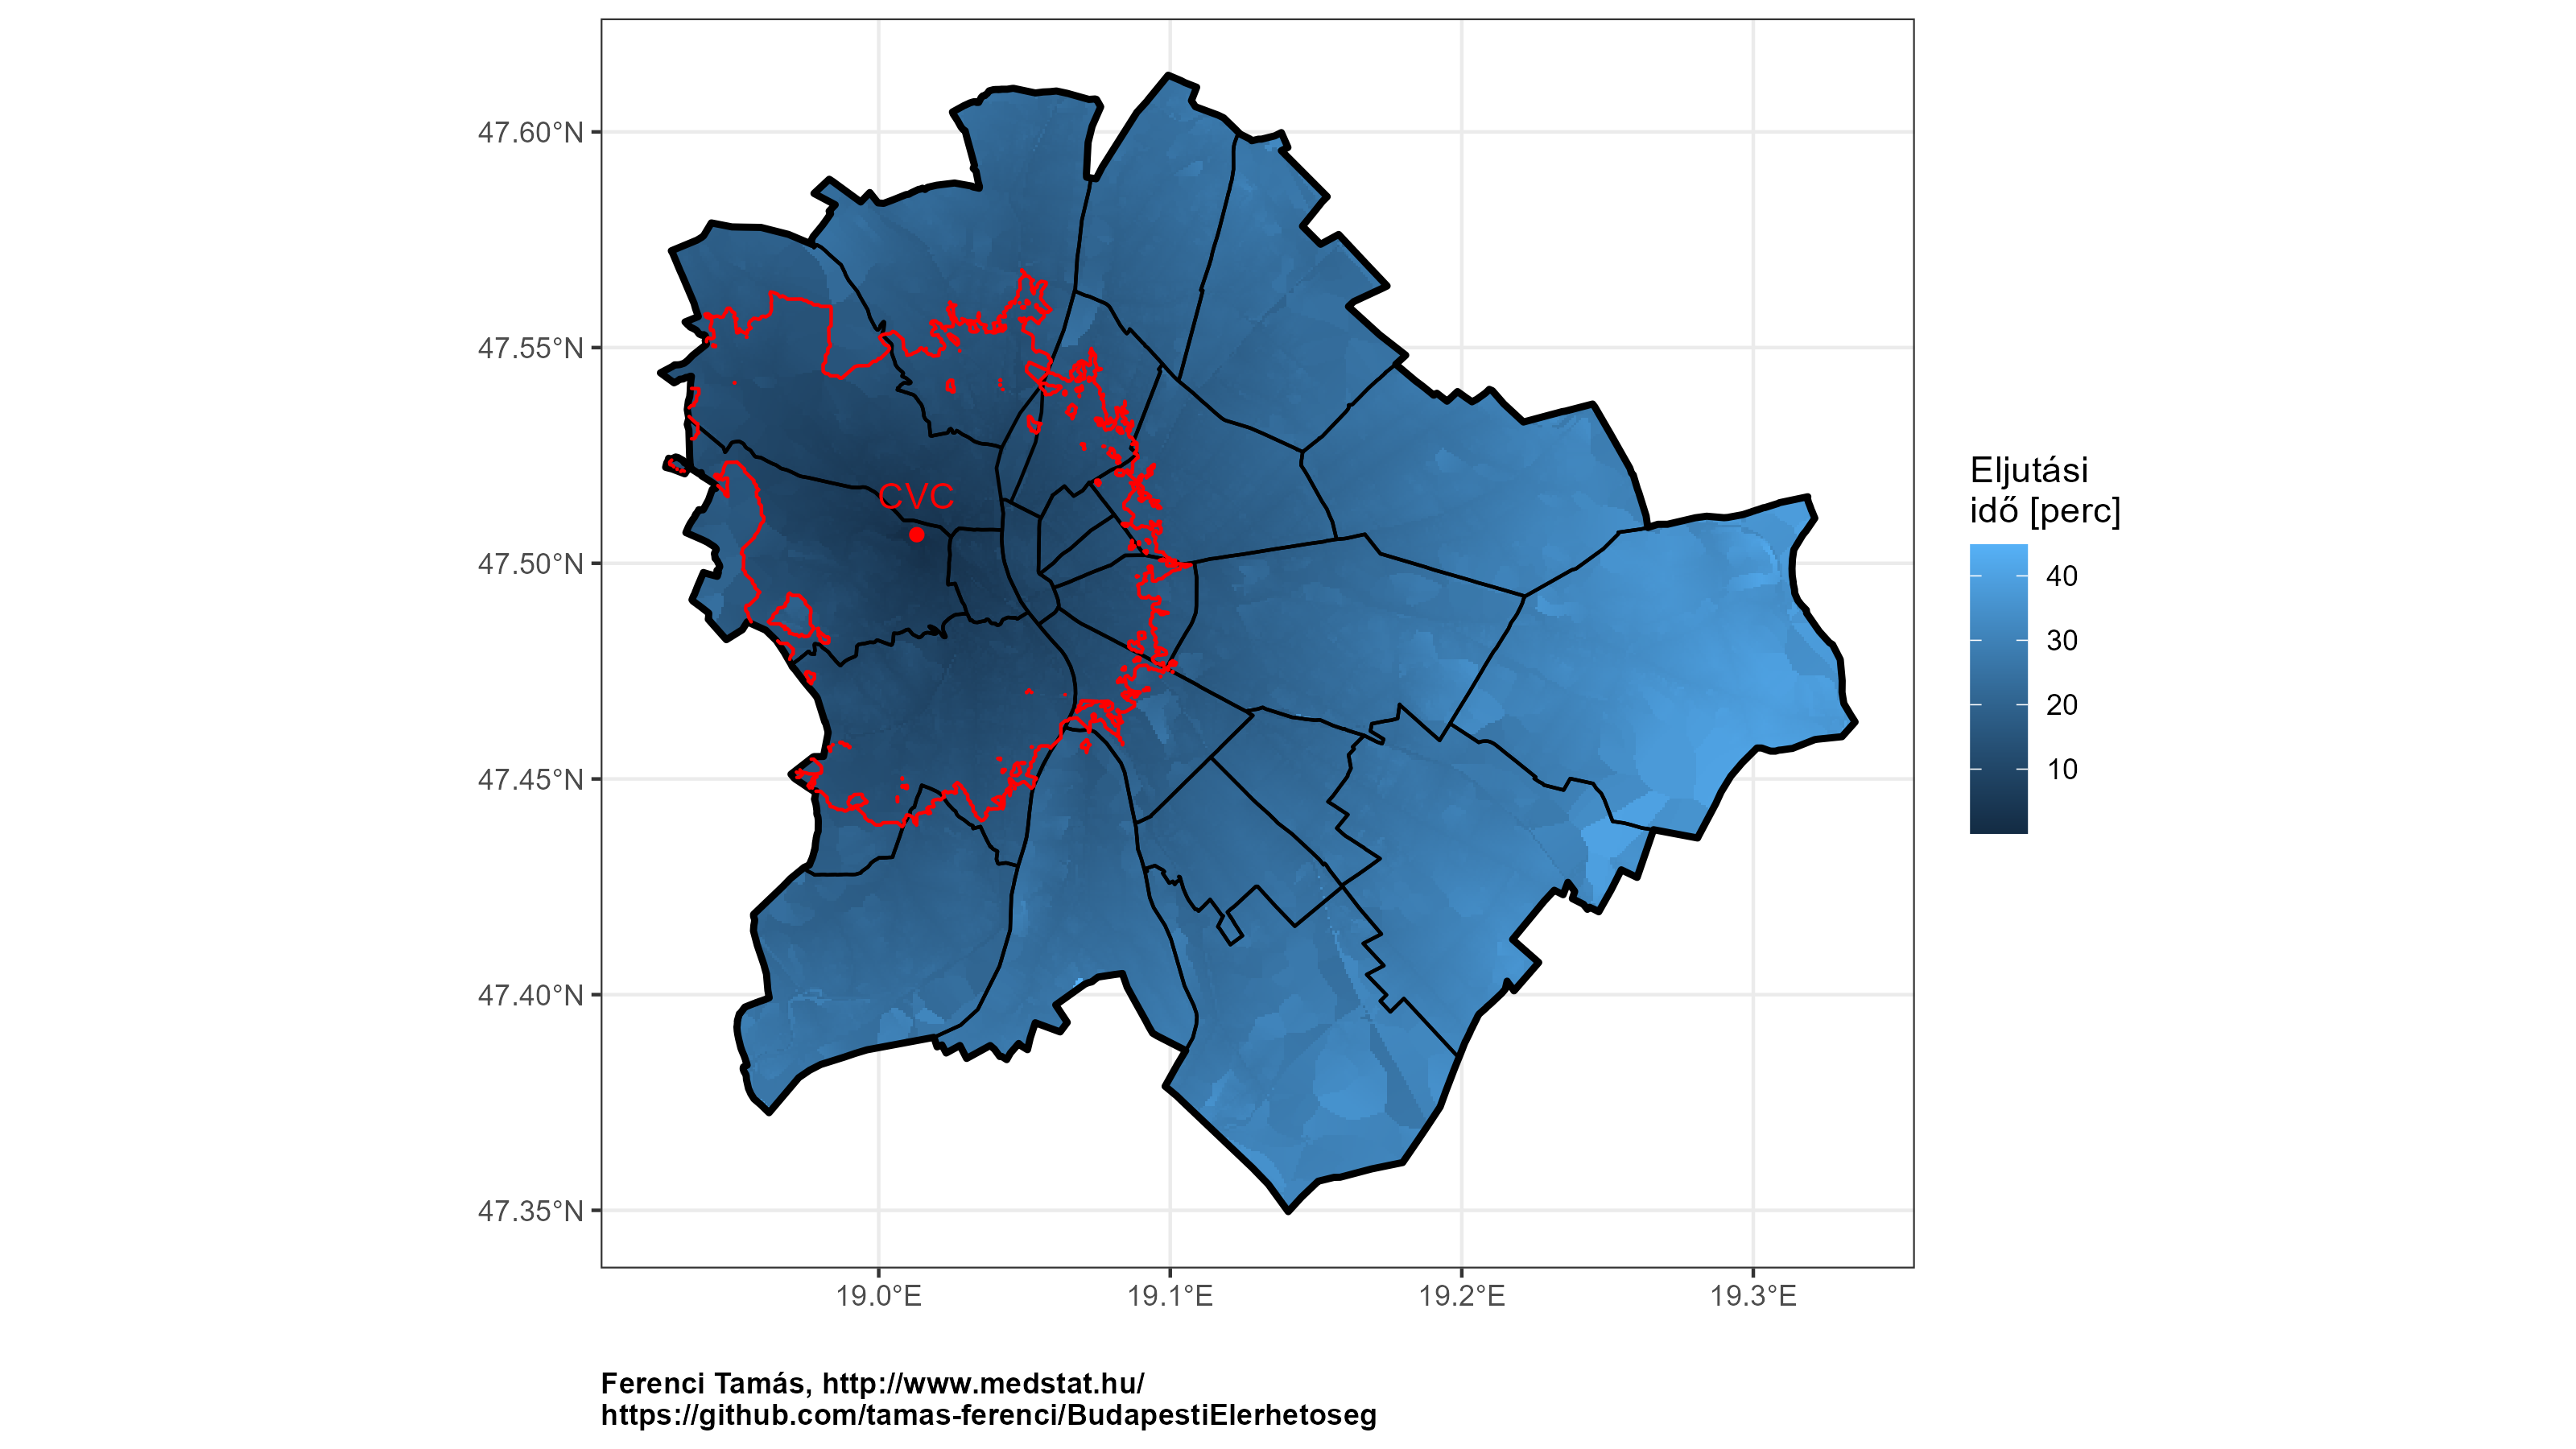 47.60°N
47.55°N
47.50°N
47.45°N
47.40°N
47.35°N
19.0°E
19.1°E
19.2°E
19.3°E
CVC
Eljutási
idő [perc]
40
30
20
10
Ferenci Tamás, http://www.medstat.hu/
https://github.com/tamas-ferenci/BudapestiElerhetoseg